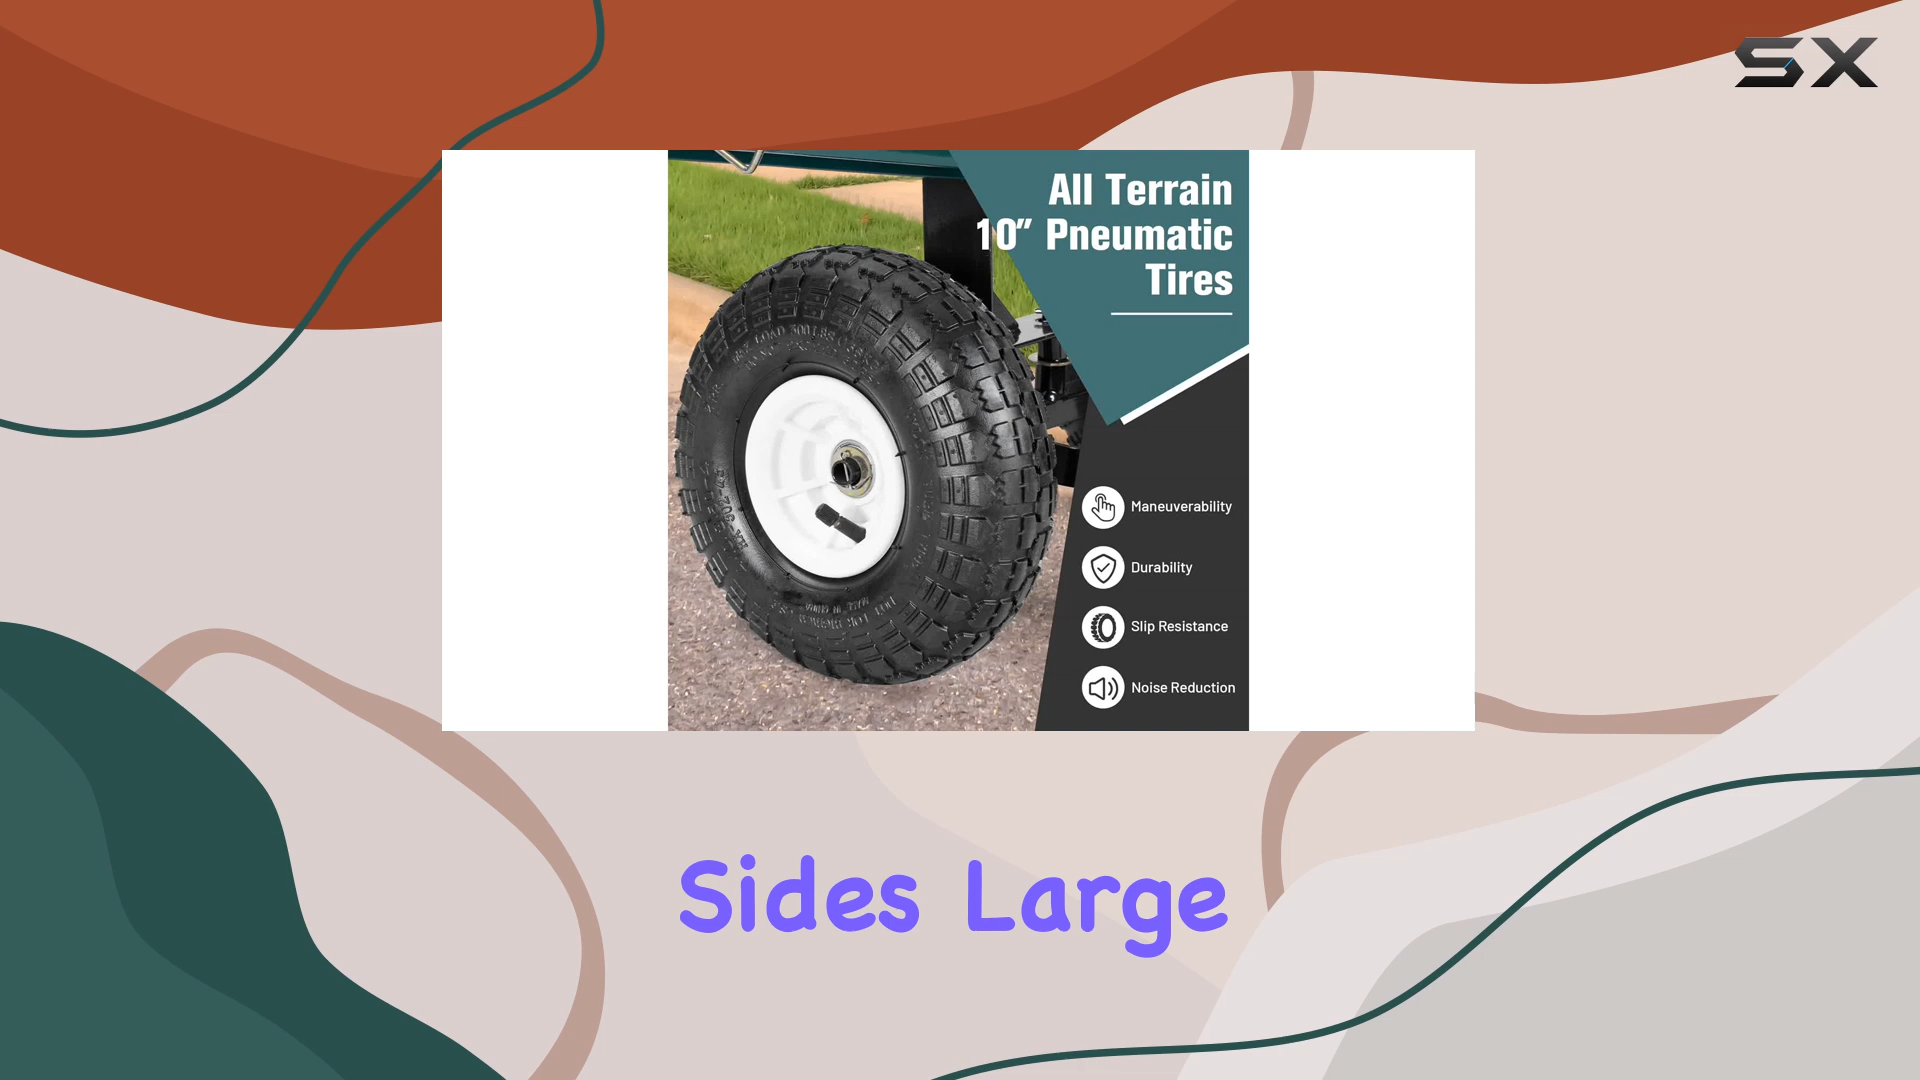 SX
All Terrain
10" Pneumatic
Tires
Maneuverability
Durability
Slip Resistance
Noise Reduction
Sides Large